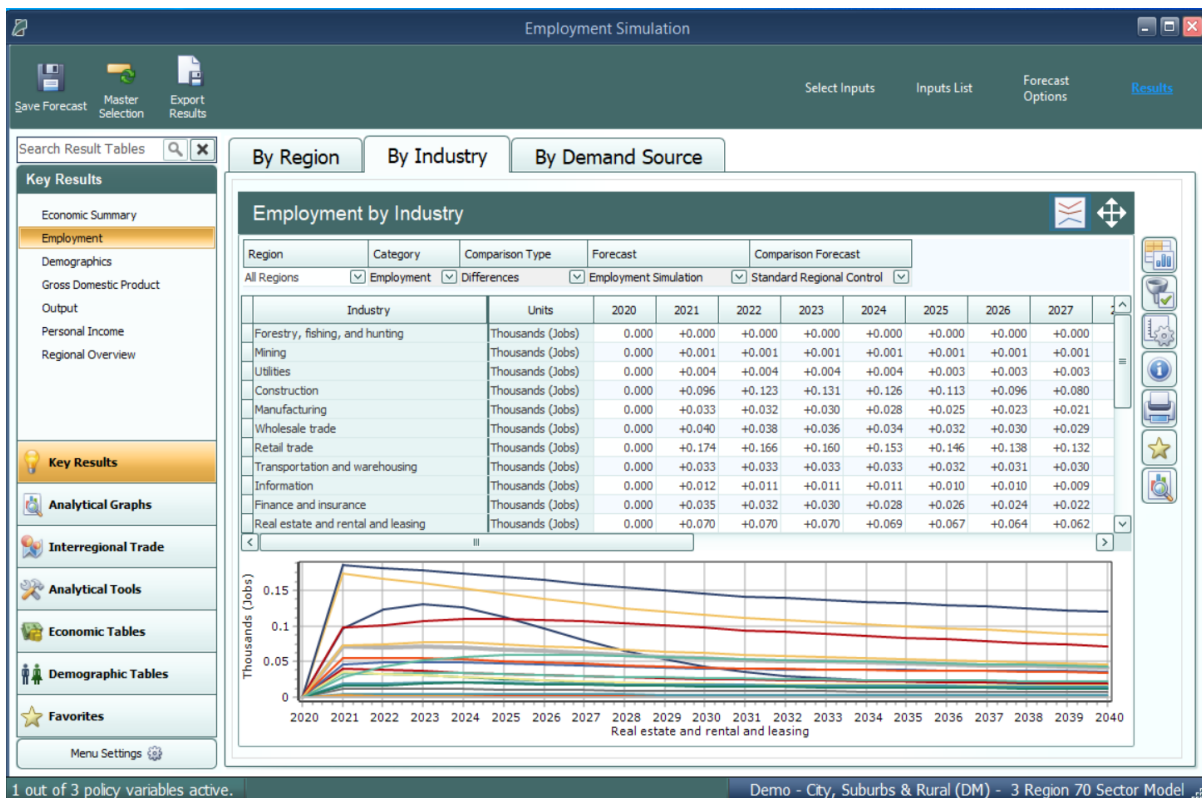 Employment Simulation
Save Forecast
Master Selection
Export Results
Select Inputs
Inputs List
Forecast Options
Results
Search Result Tables
Key Results
Economic Summary
Employment
Demographics
Gross Domestic Product
Output
Personal Income
Regional Overview
Key Results
Analytical Graphs
Interregional Trade
Analytical Tools
Economic Tables
Demographic Tables
Favorites
Menu Settings
By Region By Industry By Demand Source
Employment by Industry
Region Category Comparison Type Forecast Comparison Forecast
All Regions Employment Differences Employment Simulation Standard Regional Control
Industry Units 2020 2021 2022 2023 2024 2025 2026 2027
Forestry, fishing, and hunting Thousands (Jobs) 0.000 +0.000 +0.000 +0.000 +0.000 +0.000 +0.000 +0.000
Mining Thousands (Jobs) 0.000 +0.001 +0.001 +0.001 +0.001 +0.001 +0.001 +0.001
Utilities Thousands (Jobs) 0.000 +0.004 +0.004 +0.004 +0.004 +0.003 +0.003 +0.003
Construction Thousands (Jobs) 0.000 +0.096 +0.123 +0.131 +0.126 +0.113 +0.096 +0.080
Manufacturing Thousands (Jobs) 0.000 +0.033 +0.032 +0.030 +0.028 +0.025 +0.023 +0.021
Wholesale trade Thousands (Jobs) 0.000 +0.040 +0.038 +0.036 +0.034 +0.032 +0.030 +0.029
Retail trade Thousands (Jobs) 0.000 +0.174 +0.166 +0.160 +0.153 +0.146 +0.138 +0.132
Transportation and warehousing Thousands (Jobs) 0.000 +0.033 +0.033 +0.033 +0.033 +0.032 +0.031 +0.030
Information Thousands (Jobs) 0.000 +0.012 +0.011 +0.011 +0.011 +0.010 +0.010 +0.009
Finance and insurance Thousands (Jobs) 0.000 +0.035 +0.032 +0.030 +0.028 +0.026 +0.024 +0.022
Real estate and rental and leasing Thousands (Jobs) 0.000 +0.070 +0.070 +0.070 +0.069 +0.067 +0.064 +0.062
Thousands (Jobs)
0.15
0.1
0.05
0
2020 2021 2022 2023 2024 2025 2026 2027 2028 2029 2030 2031 2032 2033 2034 2035 2036 2037 2038 2039 2040
Real estate and rental and leasing
1 out of 3 policy variables active.
Demo - City, Suburbs & Rural (DM) - 3 Region 70 Sector Model